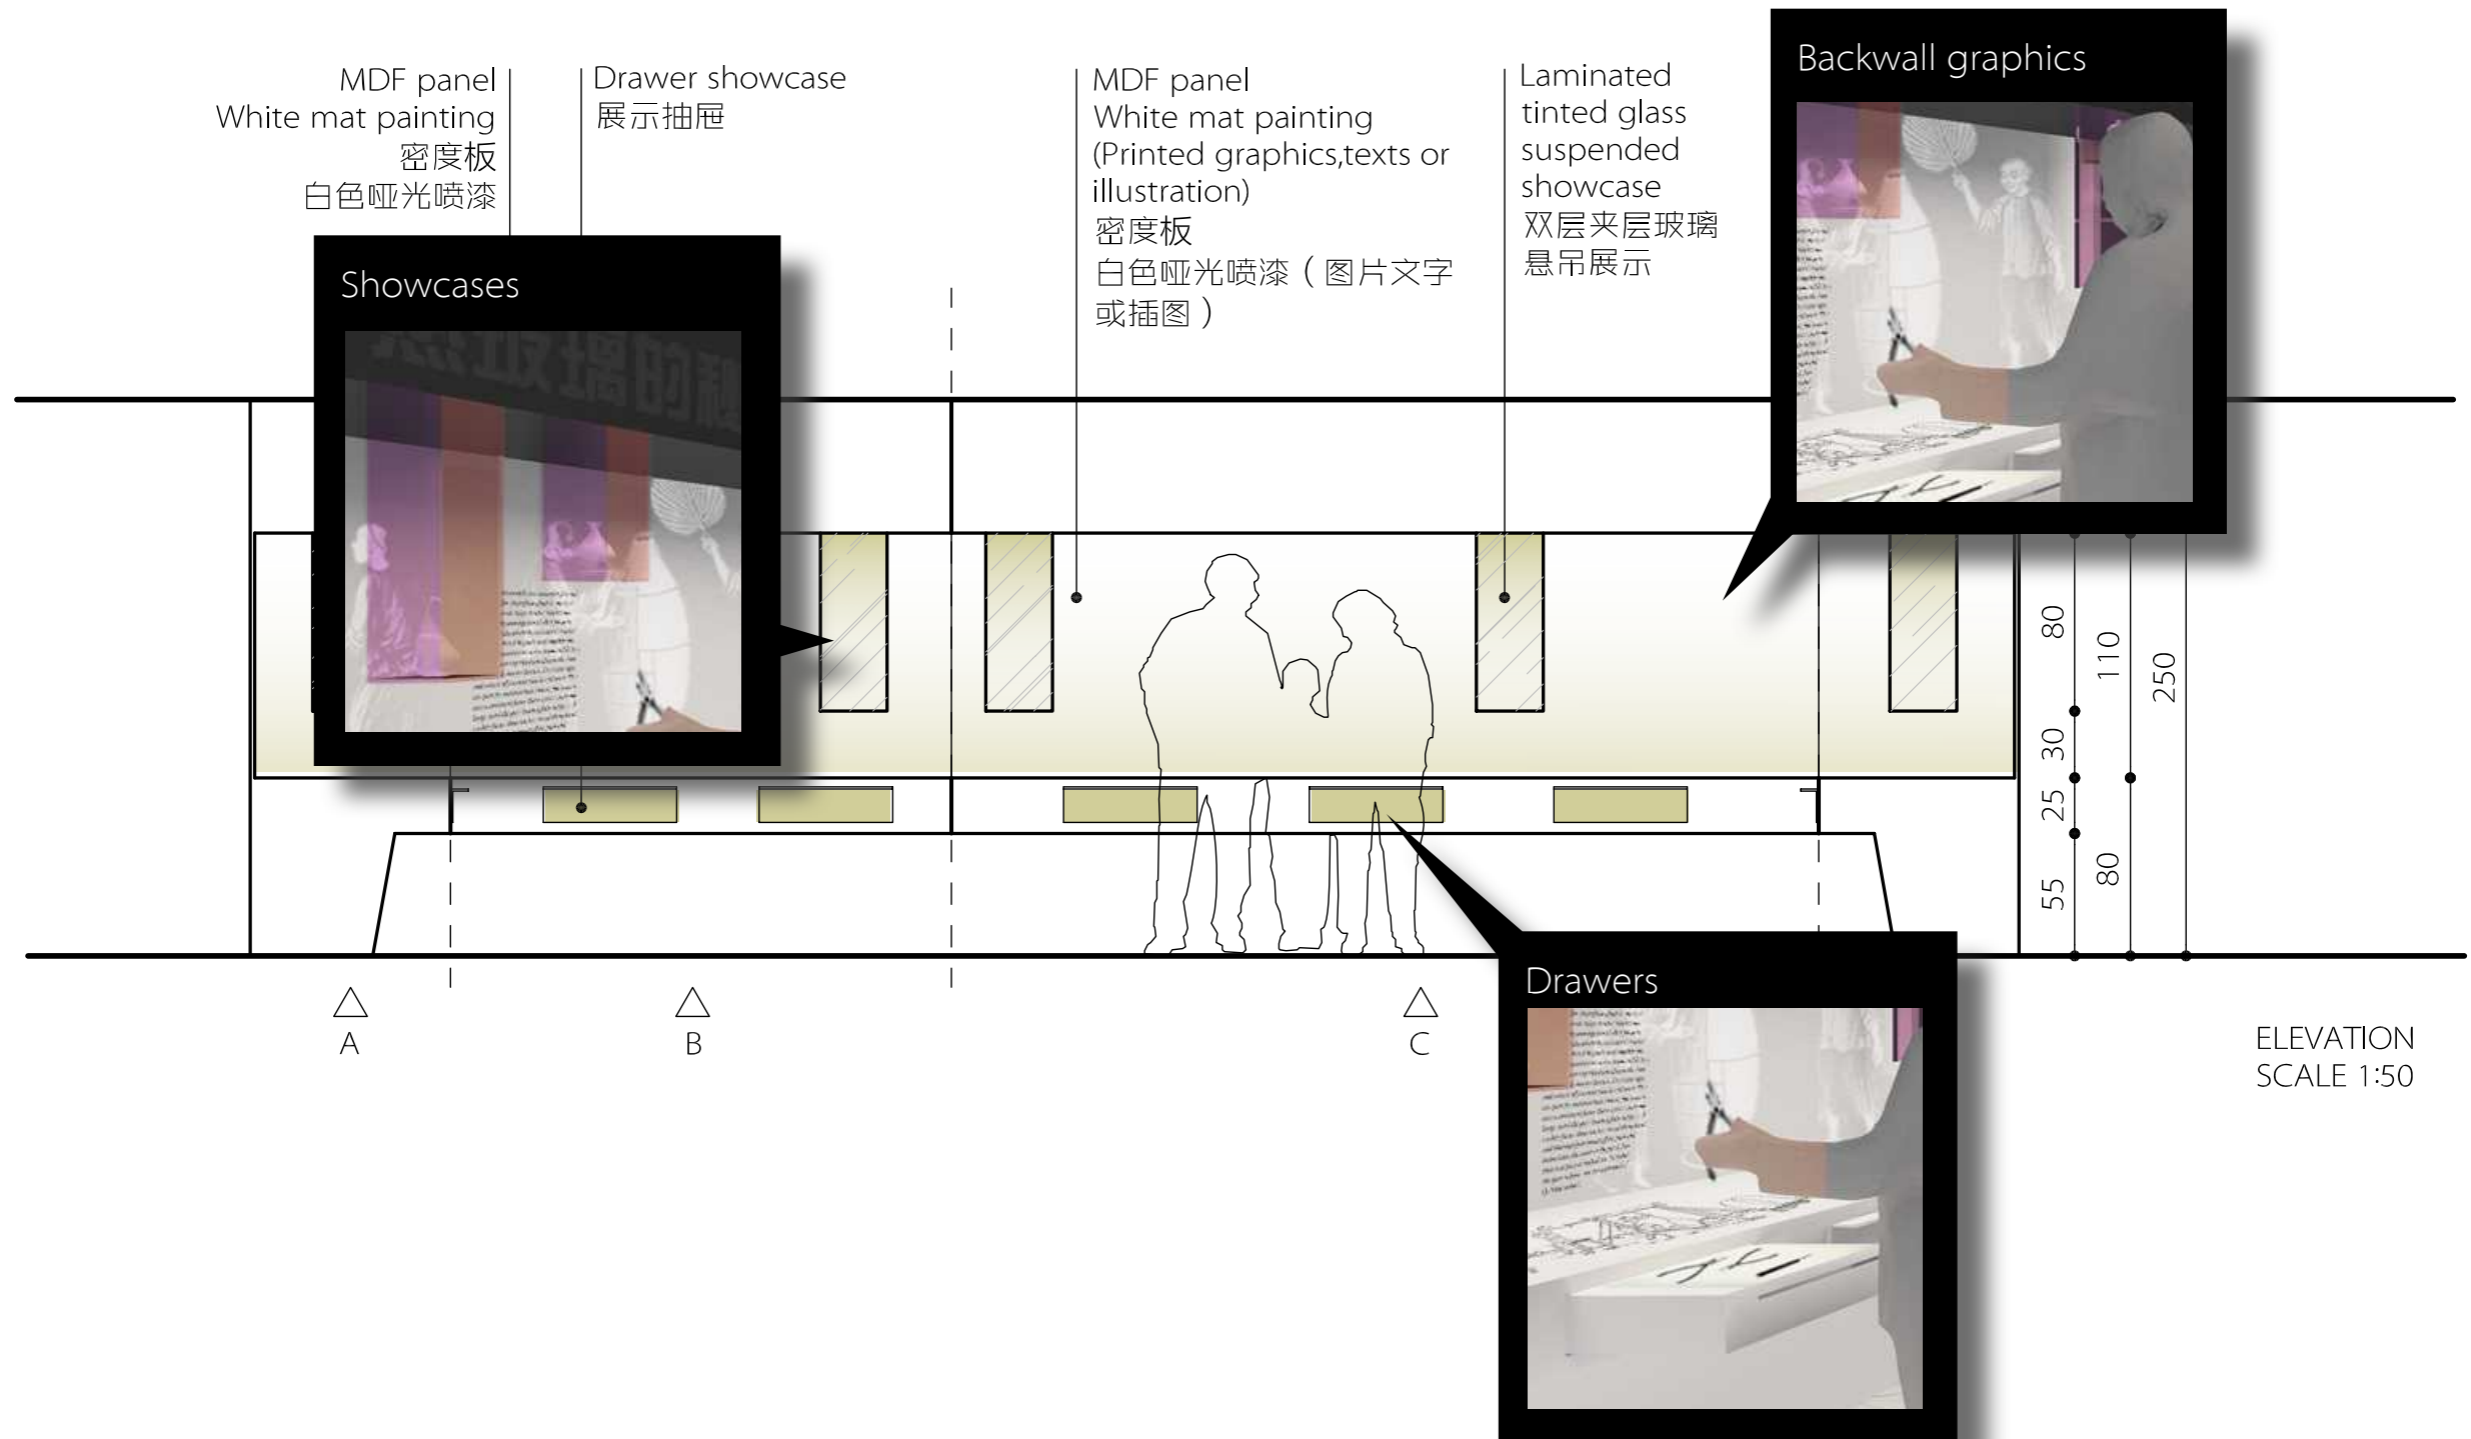 MDF panel
White mat painting
密度板
白色哑光喷漆
Drawer showcase
展示抽屉
MDF panel
White mat painting
(Printed graphics,texts or
illustration)
密度板
白色哑光喷漆（图片文字
或插图）
Laminated
tinted glass
suspended
showcase
双层夹层玻璃
悬吊展示
Backwall graphics
Showcases
80
110
250
30
25
80
55
Drawers
A
B
C
ELEVATION
SCALE 1:50